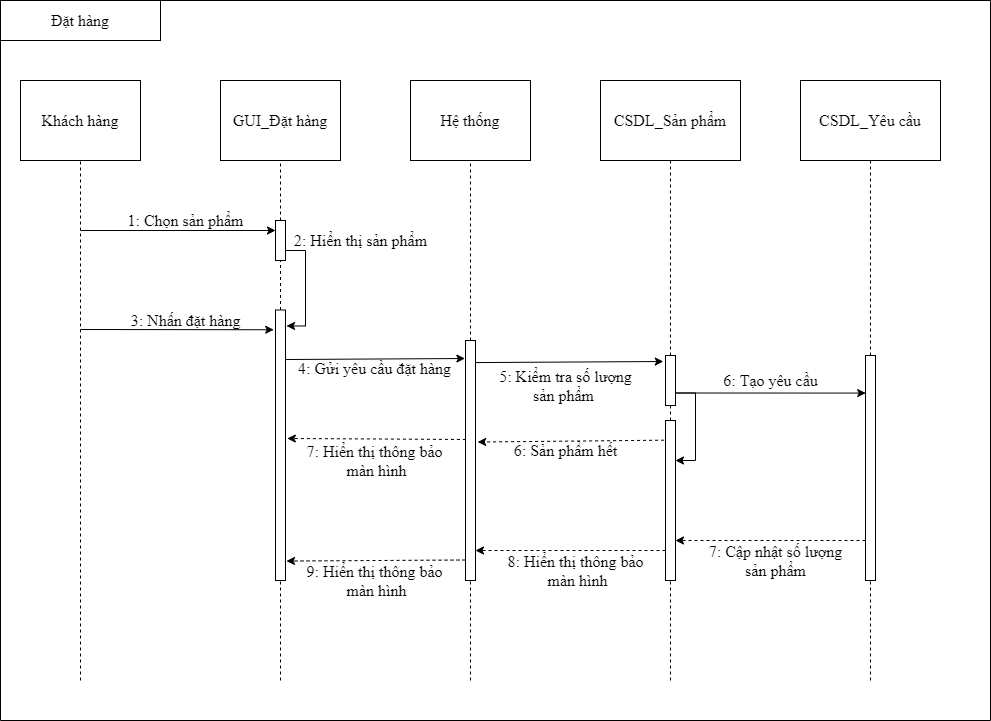 Đặt hàng
Khách hàng
GUI_Đặt hàng
Hệ thống
CSDL_Sản phẩm
CSDL_Yêu cầu
1: Chọn sản phẩm
2: Hiển thị sản phẩm
3: Nhấn đặt hàng
4: Gửi yêu cầu đặt hàng
5: Kiểm tra số lượng
sản phẩm
6: Tạo yêu cầu
6: Sản phẩm hết
7: Hiển thị thông báo
màn hình
7: Cập nhật số lượng
sản phẩm
8: Hiển thị thông báo
màn hình
9: Hiển thị thông báo
màn hình